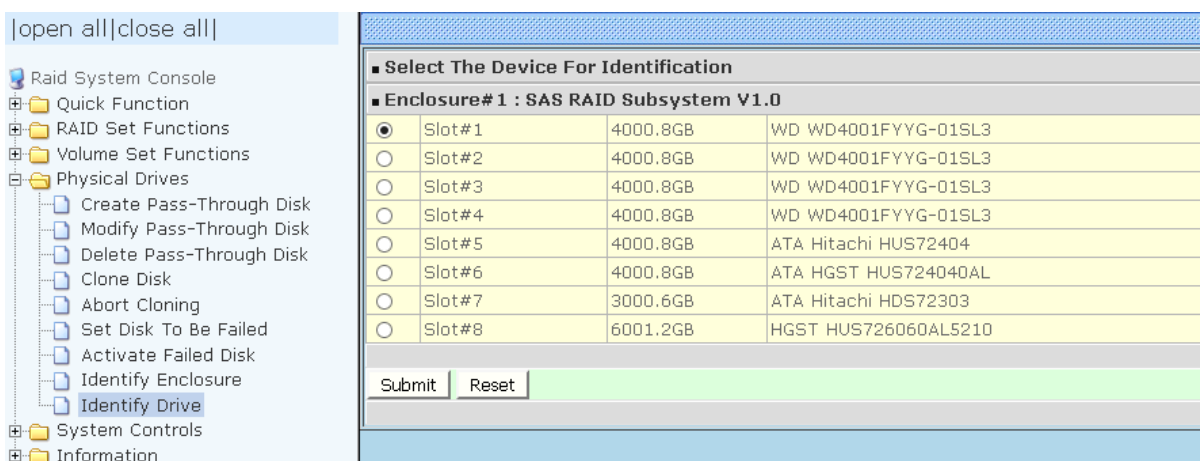 |open all|close all|
Raid System Console
Quick Function
RAID Set Functions
Volume Set Functions
Physical Drives
Create Pass-Through Disk
Modify Pass-Through Disk
Delete Pass-Through Disk
Clone Disk
Abort Cloning
Set Disk To Be Failed
Activate Failed Disk
Identify Enclosure
Identify Drive
System Controls
Information
Select The Device For Identification
Enclosure#1 : SAS RAID Subsystem V1.0
Slot#1 4000.8GB WD WD4001FYYG-01SL3
Slot#2 4000.8GB WD WD4001FYYG-01SL3
Slot#3 4000.8GB WD WD4001FYYG-01SL3
Slot#4 4000.8GB WD WD4001FYYG-01SL3
Slot#5 4000.8GB ATA Hitachi HUS72404
Slot#6 4000.8GB ATA HGST HUS724040AL
Slot#7 3000.6GB ATA Hitachi HDS72303
Slot#8 6001.2GB HGST HUS726060AL5210
Submit Reset